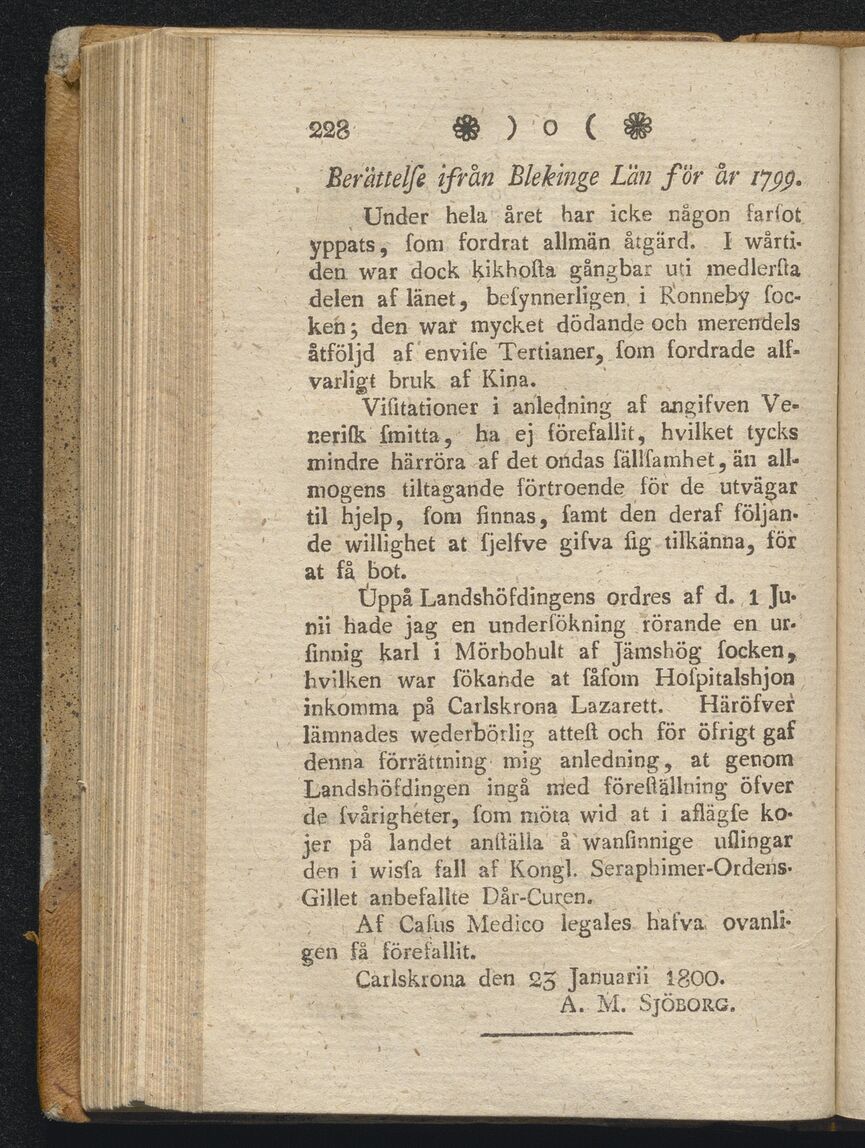 228 ❁ ) o ( ❁
Berättelſe ifrån Blekinge Län för år 1799.
Under hela året har icke någon farſot
yppats, ſom fordrat allmän åtgärd. I wårti-
den war dock kikhoſta gångbar uti medlerſta
delen af länet, beſynnerligen i Ronneby ſoc-
ken; den war mycket dödande och merendels
åtföljd af enviſe Tertianer, ſom fordrade alf-
varligt bruk af Kina.
Viſitationer i anledning af angifven Ve-
neriſk ſmitta, ha ej förefallit, hvilket tycks
mindre härröra af det ondas ſällſamhet, än all-
mogens tiltagande förtroende för de utvägar
til hjelp, ſom finnas, ſamt den deraf följan-
de willighet at ſjelfve gifva ſig tilkänna, för
at få bot.
Uppå Landshöfdingens ordres af d. 1 Ju-
nii hade jag en underſökning rörande en ur-
ſinnig karl i Mörbohult af Jämshög ſocken,
hvilken war ſökande at ſåſom Hoſpitalshjon
inkomma på Carlskrona Lazarett. Häröfver
lämnades wederbörlig atteſt och för öfrigt gaf
denna förrättning mig anledning, at genom
Landshöfdingen ingå med föreſtällning öfver
de ſvårigheter, ſom möta wid at i aflägſe ko-
jer på landet anſtälla å wanſinnige uſlingar
den i wisſa fall af Kongl. Seraphimer-Ordens-
Gillet anbefallte Dår-Curen.
Af Caſus Medico legales hafva ovanli-
gen få förefallit.
Carlskrona den 23 Januarii 1800.
A. M. SJÖBORG.